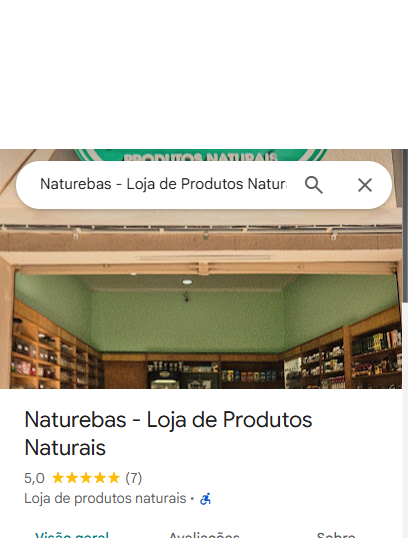 PRODUTOS NATURAIS
Naturebas - Loja de Produtos Natur
Naturebas - Loja de Produtos
Naturais
5,0 ★★★★★ (7)
Loja de produtos naturais ·
Visão geral Avaliações Sobre